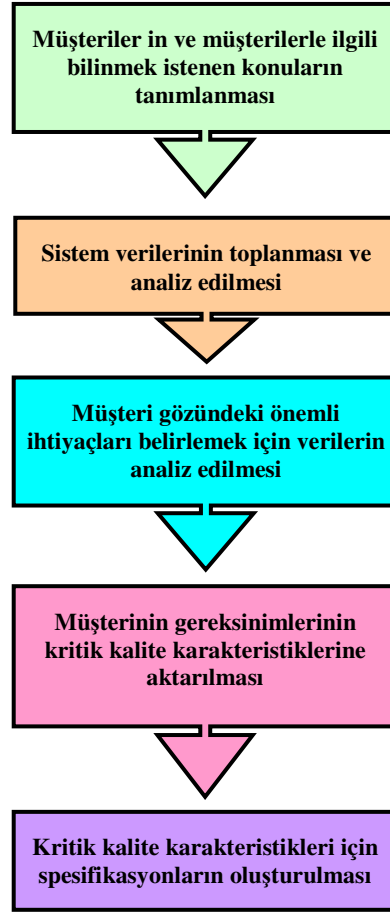 Müşteriler in ve müşterilerle ilgili
bilinmek istenen konuların
tanımlanması
Sistem verilerinin toplanması ve
analiz edilmesi
Müşteri gözündeki önemli
ihtiyaçları belirlemek için verilerin
analiz edilmesi
Müşterinin gereksinimlerinin
kritik kalite karakteristiklerine
aktarılması
Kritik kalite karakteristikleri için
spesifikasyonların oluşturulması